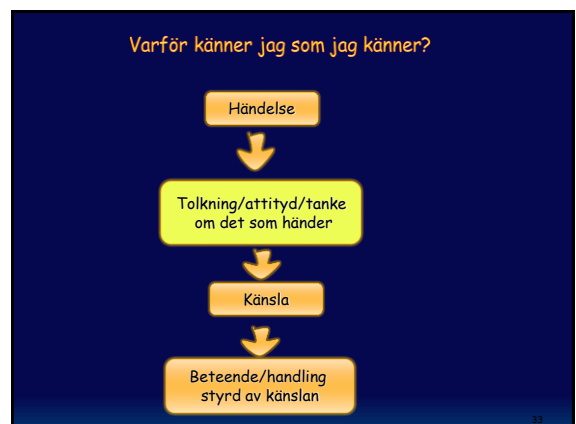 Varför känner jag som jag känner?
Händelse
Tolkning/attityd/tanke
om det som händer
Känsla
Beteende/handling
styrd av känslan
33